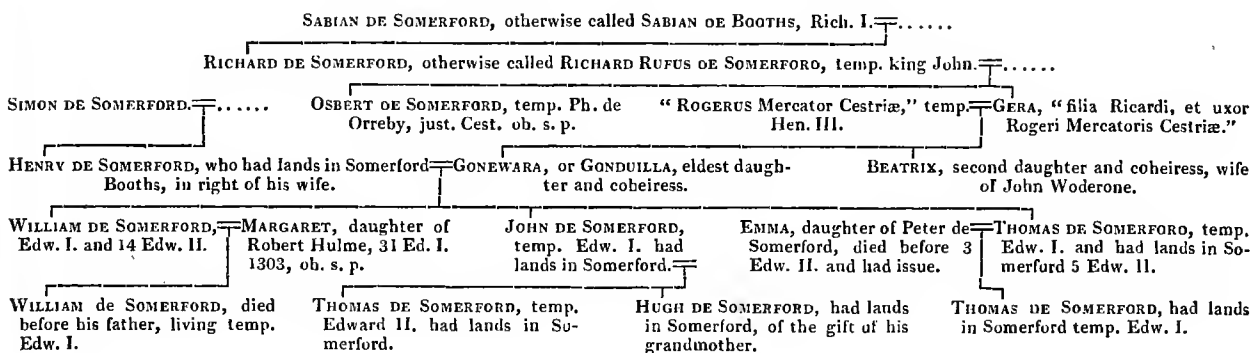 SABIAN DE SOMERFORD, otherwise called SABIAN DE BOOTHS, Rich. I.=......
RICHARD DE SOMERFORD, otherwise called RICHARD RUFUS DE SOMERFORD, temp. king John.=......
SIMON DE SOMERFORD.=......
OSBERT DE SOMERFORD, temp. Ph. de
Orreby, just. Cest. ob. s. p.
"ROGERUS Mercator Cestriæ," temp.=
Hen. III.
GERA, "filia Ricardi, et uxor
Rogeri Mercatoris Cestriæ."
HENRY DE SOMERFORD, who had lands in Somerford=
Booths, in right of his wife.
GONEWARA, or GONDUILLA, eldest daugh-
ter and coheiress.
BEATRIX, second daughter and coheiress, wife
of John Woderone.
WILLIAM DE SOMERFORD,=
Edw. I. and 14 Edw. II.
MARGARET, daughter of
Robert Hulme, 31 Ed. I.
1303, ob. s. p.
JOHN DE SOMERFORD,
temp. Edw. I. had
lands in Somerford.=
EMMA, daughter of Peter de=
Somerford, died before 3
Edw. II. and had issue.
THOMAS DE SOMERFORD, temp.
Edw. I. and had lands in So-
merfurd 5 Edw. II.
WILLIAM de SOMERFORD, died
before his father, living temp.
Edw. I.
THOMAS DE SOMERFORD, temp.
Edward II. had lands in So-
merford.
HUGH DE SOMERFORD, had lands
in Somerford, of the gift of his
grandmother.
THOMAS DE SOMERFORD, had lands
in Somerford temp. Edw. I.